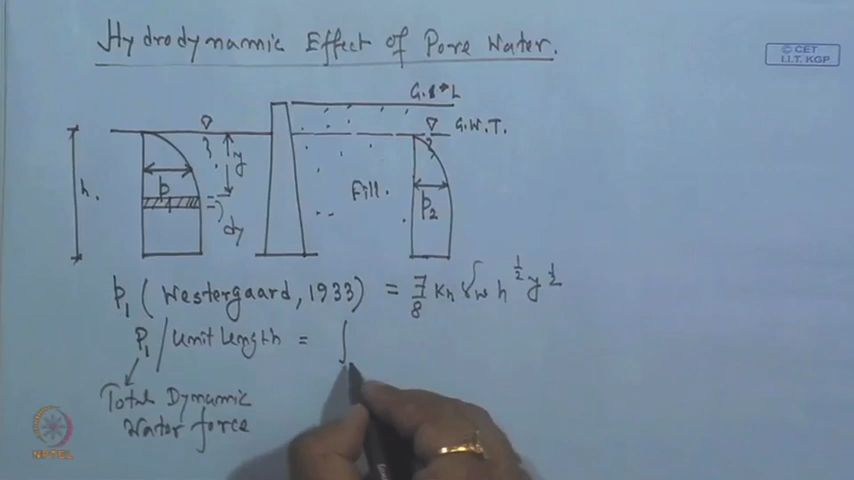 Hydrodynamic Effect of Pore Water.
© CET
I.I.T. KGP
G.L
G.W.T.
y
h.
p1
dy
Fill.
p2
p1 (Westergaard, 1933) = 7/8 Kh γw h^1/2 y^1/2
P1 / Unit Length = ∫
Total Dynamic
Water force
NPTEL